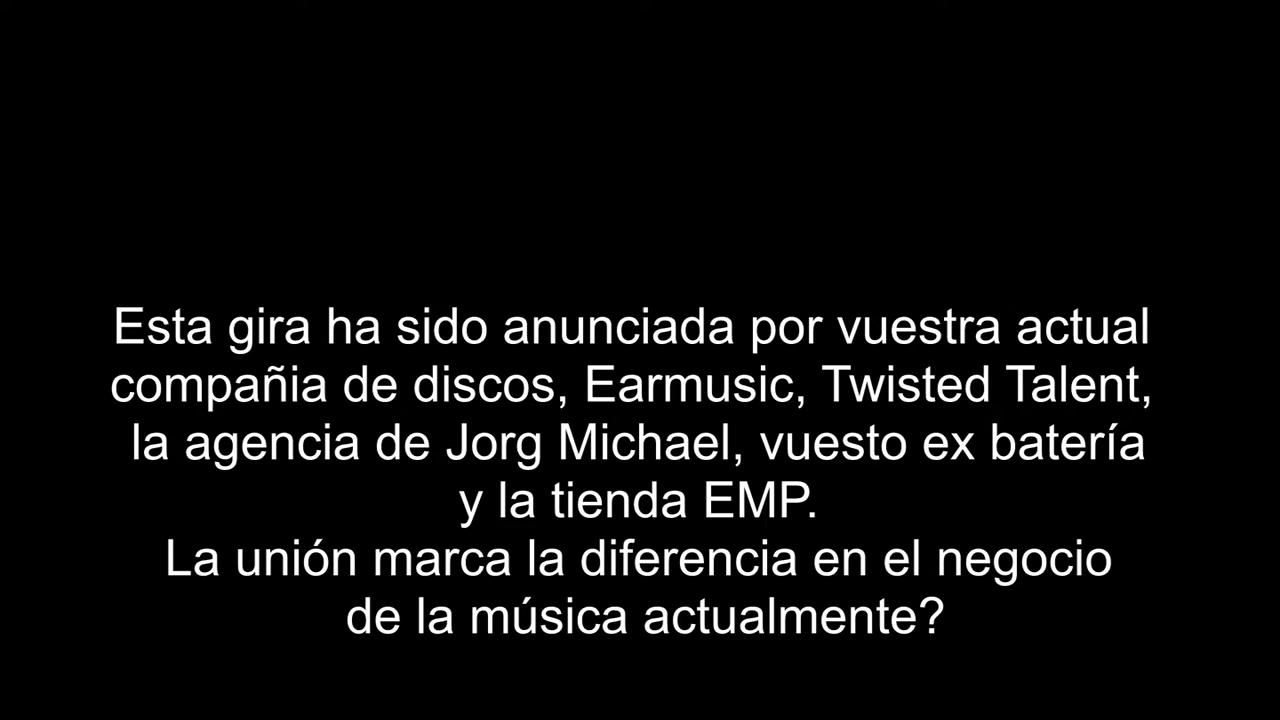 Esta gira ha sido anunciada por vuestra actual
compañia de discos, Earmusic, Twisted Talent,
la agencia de Jorg Michael, vuesto ex batería
y la tienda EMP.
La unión marca la diferencia en el negocio
de la música actualmente?